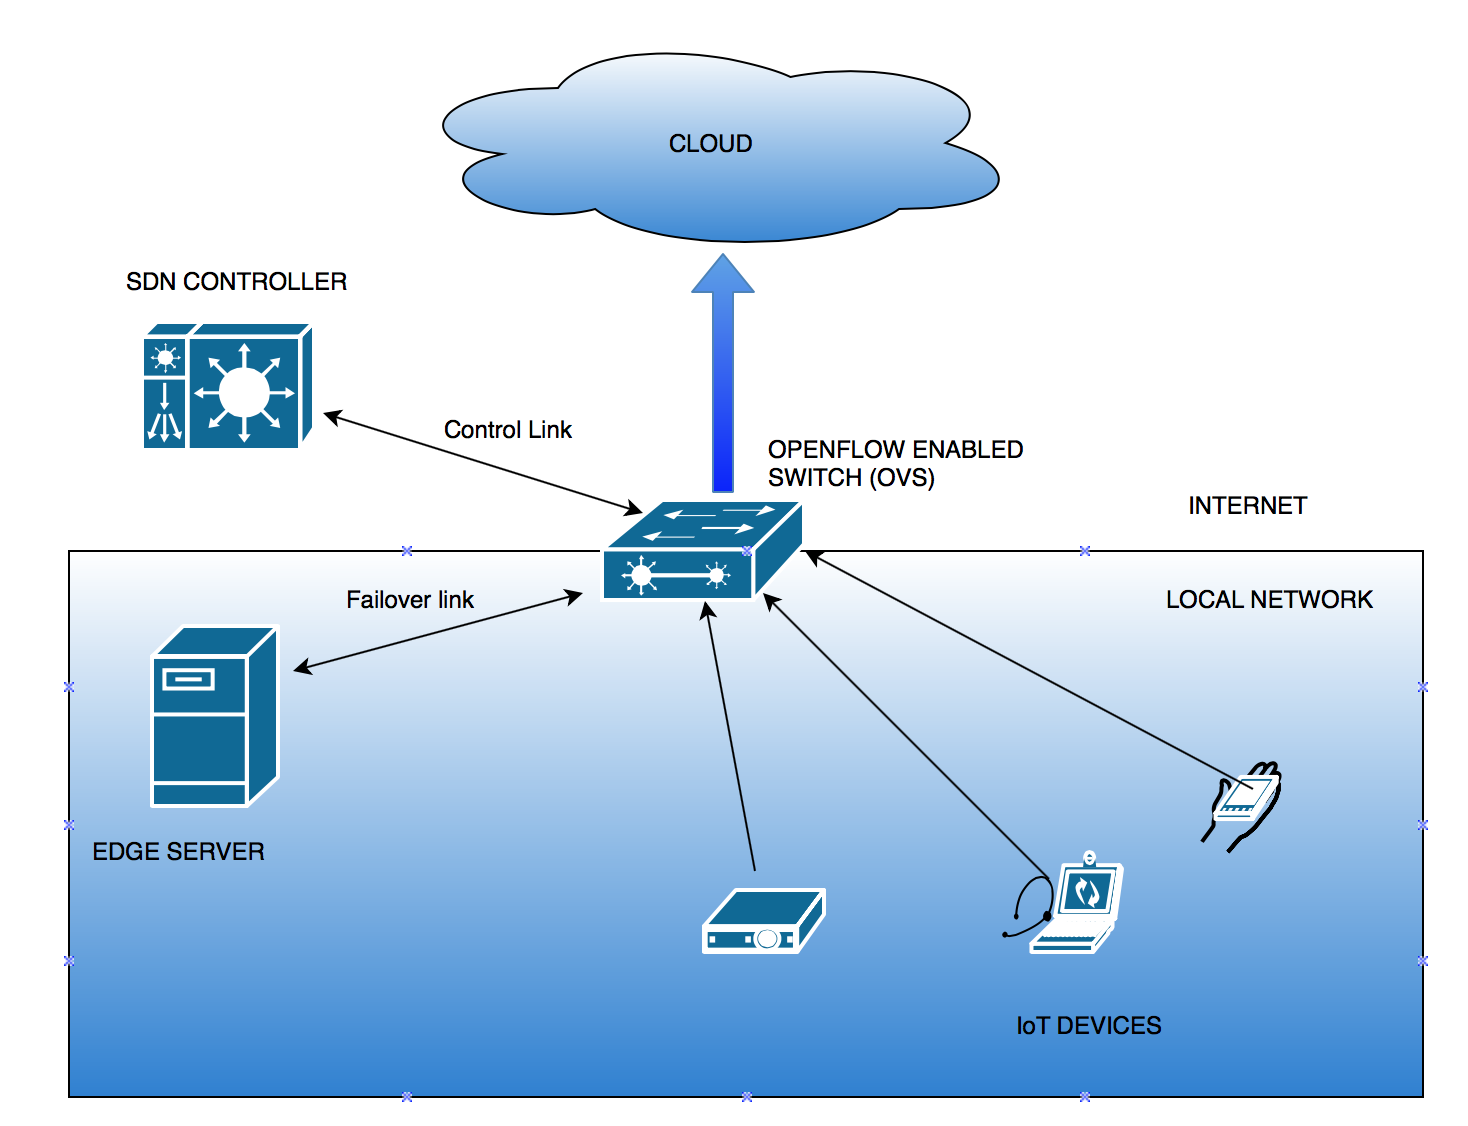 CLOUD
SDN CONTROLLER
Control Link
OPENFLOW ENABLED
SWITCH (OVS)
INTERNET
Failover link
LOCAL NETWORK
EDGE SERVER
IoT DEVICES